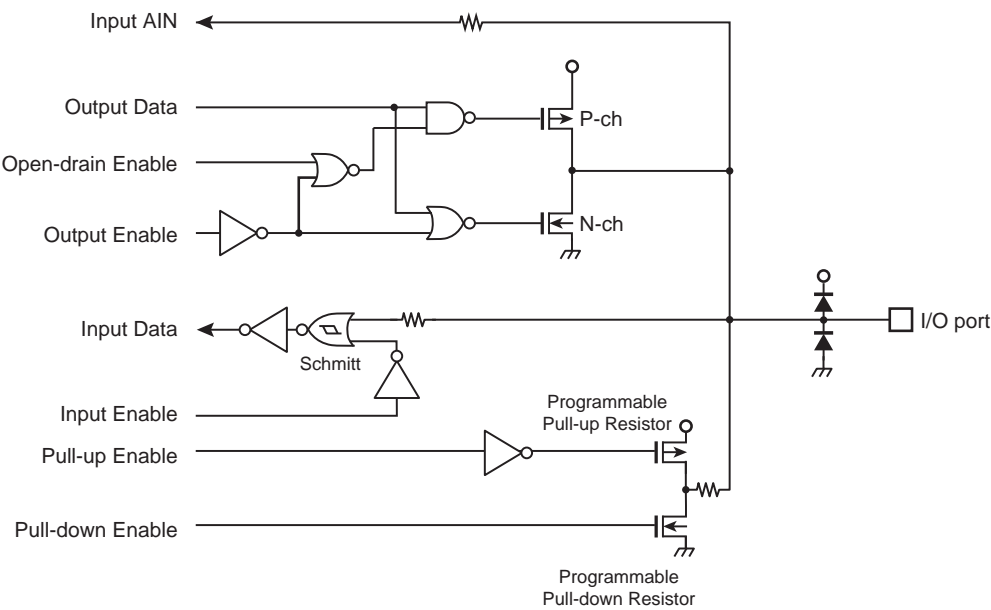 Input AIN
Output Data
P-ch
Open-drain Enable
Output Enable
N-ch
Input Data
Schmitt
I/O port
Input Enable
Programmable
Pull-up Resistor
Pull-up Enable
Pull-down Enable
Programmable
Pull-down Resistor